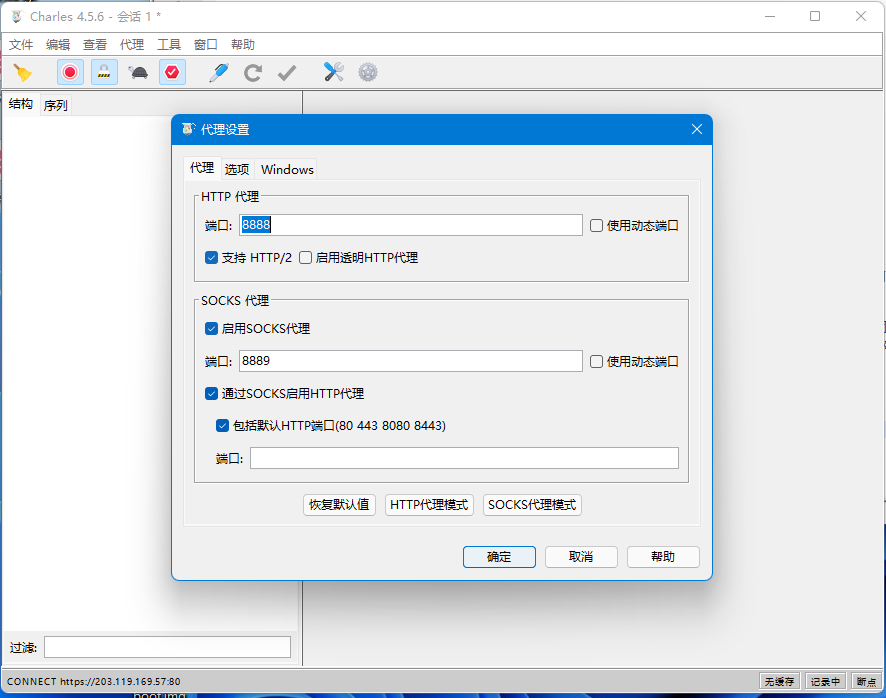 Charles 4.5.6 - 会话 1 *
文件 编辑 查看 代理 工具 窗口 帮助
结构 序列
代理设置
代理 选项 Windows
HTTP 代理
端口: 8888 使用动态端口
支持 HTTP/2 启用透明HTTP代理
SOCKS 代理
启用SOCKS代理
端口: 8889 使用动态端口
通过SOCKS启用HTTP代理
包括默认HTTP端口(80 443 8080 8443)
端口:
恢复默认值 HTTP代理模式 SOCKS代理模式
确定 取消 帮助
过滤:
CONNECT https://203.119.169.57:80 无缓存 记录中 断点
boot.img